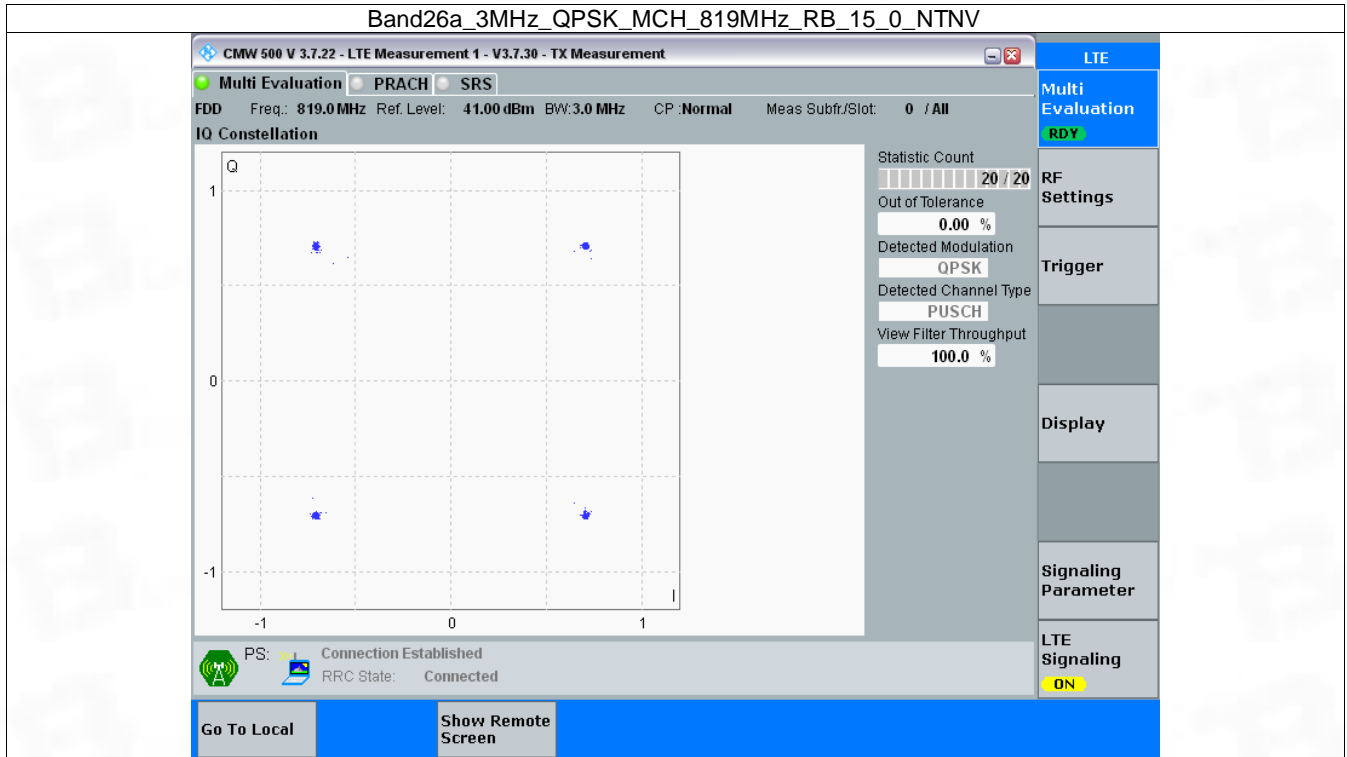 Band26a_3MHz_QPSK_MCH_819MHz_RB_15_0_NTNV
CMW 500 V 3.7.22 - LTE Measurement 1 - V3.7.30 - TX Measurement
LTE
Multi Evaluation PRACH SRS
FDD Freq.: 819.0 MHz Ref. Level: 41.00 dBm BW:3.0 MHz CP :Normal Meas Subfr./Slot: 0 / All
IQ Constellation
Q
1
0
-1
I
-1 0 1
Statistic Count
20 / 20
Out of Tolerance
0.00 %
Detected Modulation
QPSK
Detected Channel Type
PUSCH
View Filter Throughput
100.0 %
Multi
Evaluation
RDY
RF
Settings
Trigger
Display
Signaling
Parameter
LTE
Signaling
ON
PS: Connection Established
RRC State: Connected
A
Go To Local
Show Remote
Screen